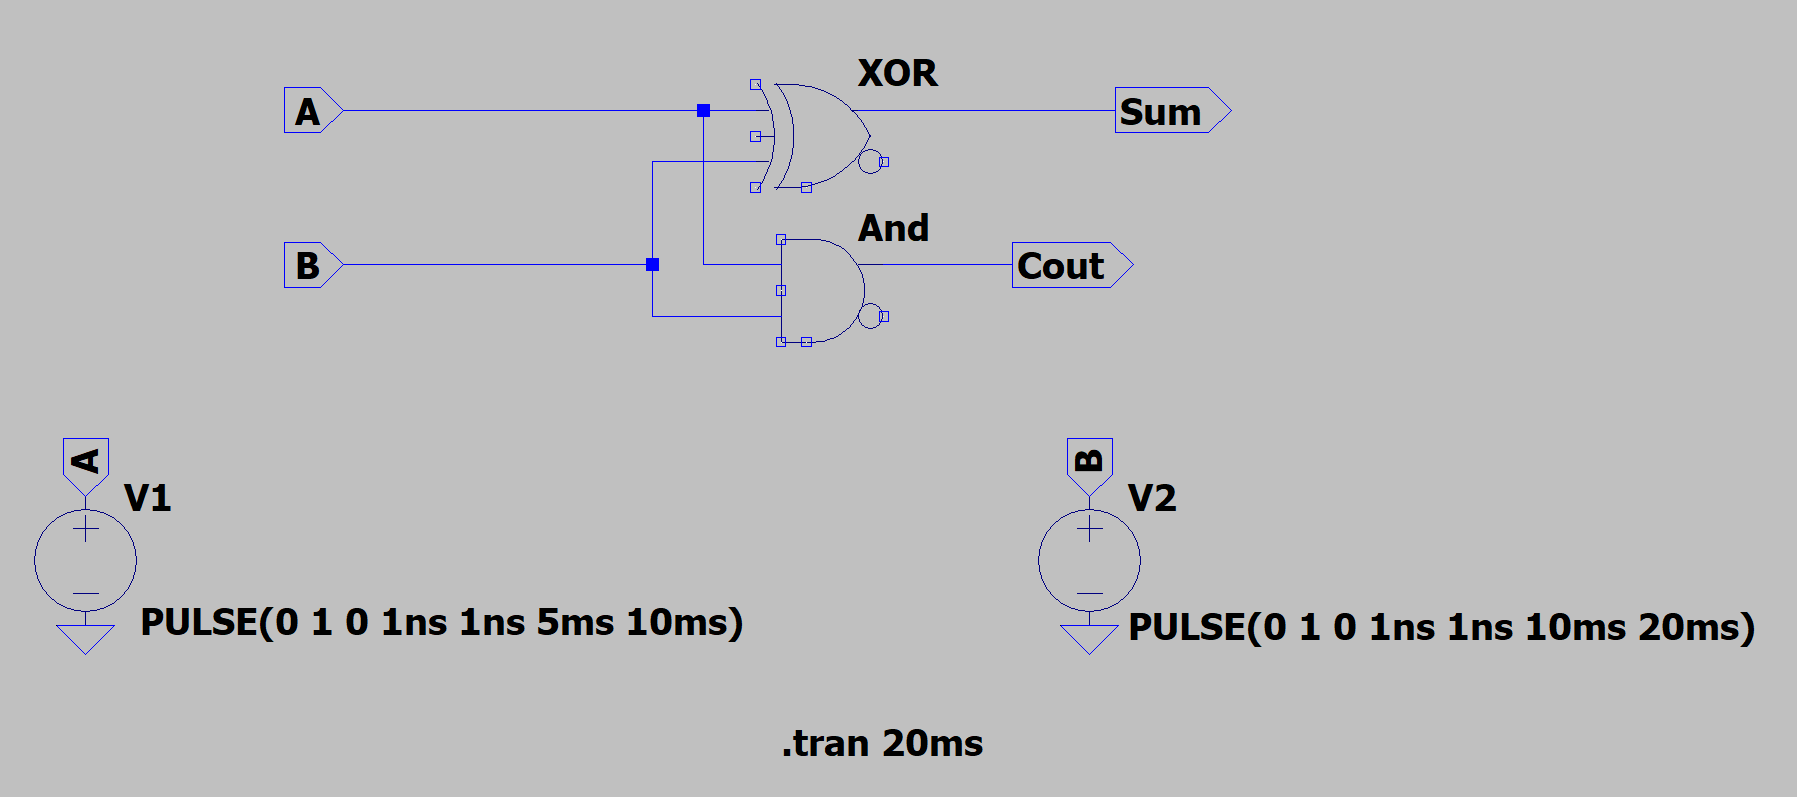 XOR
A
Sum
And
B
Cout
A
V1
PULSE(0 1 0 1ns 1ns 5ms 10ms)
B
V2
PULSE(0 1 0 1ns 1ns 10ms 20ms)
.tran 20ms